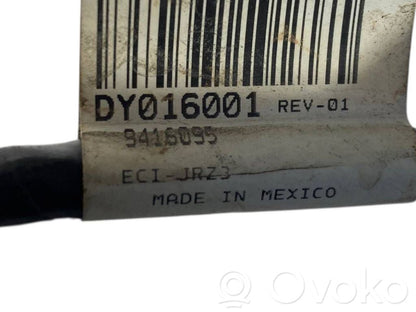 DY016001 REV-01
9416095
ECI-JRZ3
MADE IN MEXICO
OVOKO